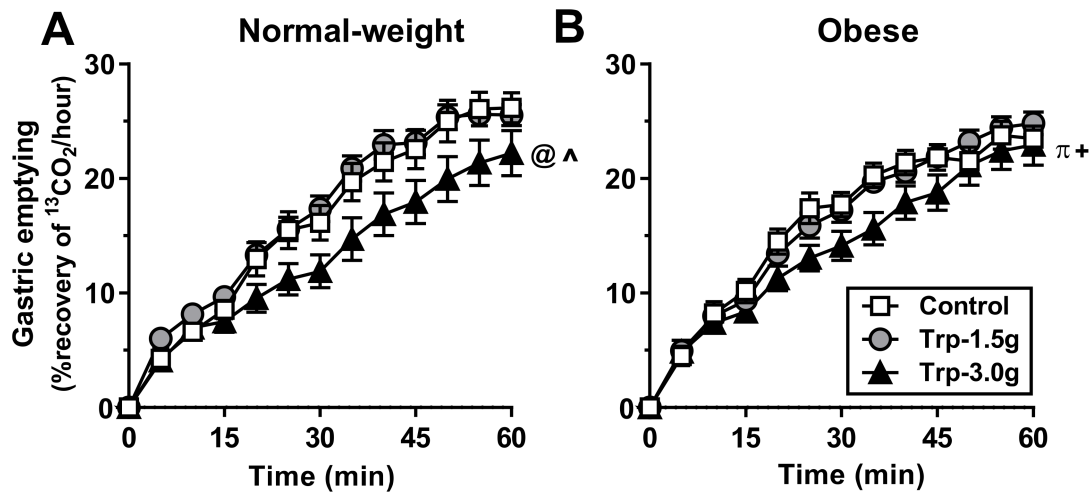 A
Normal-weight
Gastric emptying
(%recovery of ¹³CO₂/hour)
30
20
10
0
0 15 30 45 60
Time (min)
@ ^
B
Obese
30
20
10
0
0 15 30 45 60
Time (min)
π +
Control
Trp-1.5g
Trp-3.0g